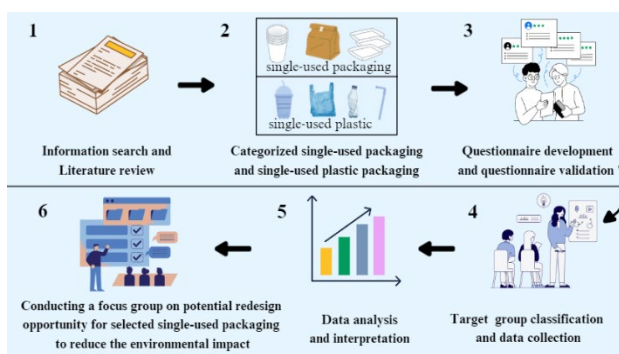 1
2
3
single-used packaging
single-used plastic
Information search and
Literature review
Categorized single-used packaging
and single-used plastic packaging
Questionnaire development
and questionnaire validation
6
5
4
Conducting a focus group on potential redesign
opportunity for selected single-used packaging
to reduce the environmental impact
Data analysis
and interpretation
Target group classification
and data collection